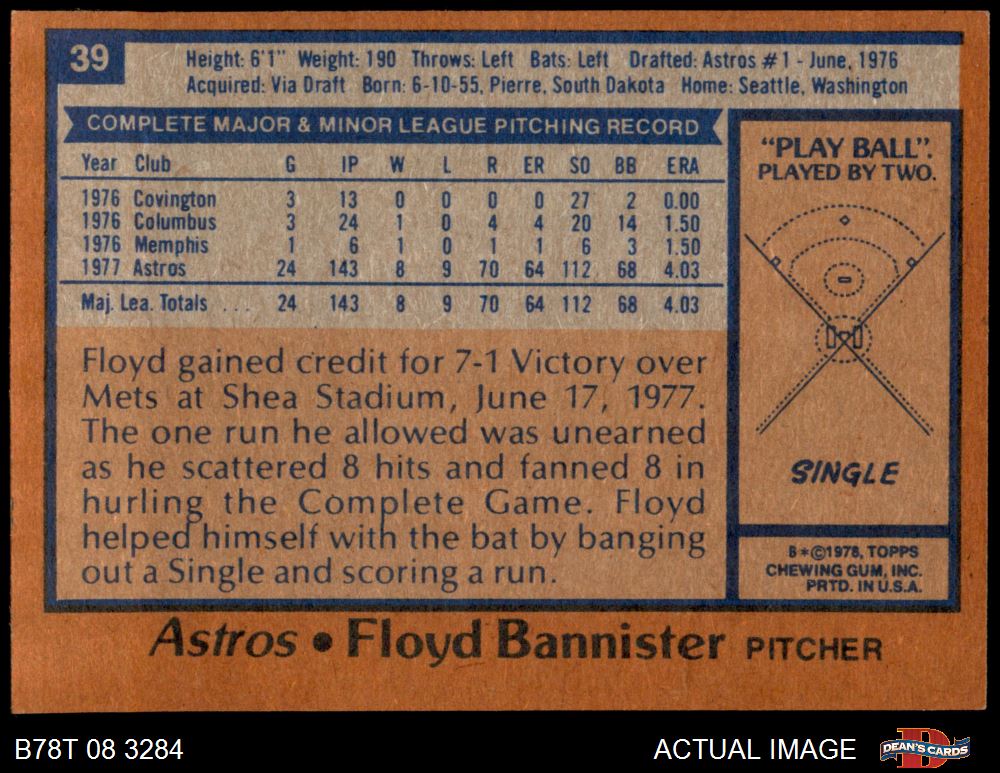 39
Height: 6'1" Weight: 190 Throws: Left Bats: Left Drafted: Astros #1 - June, 1976
Acquired: Via Draft Born: 6-10-55, Pierre, South Dakota Home: Seattle, Washington
COMPLETE MAJOR & MINOR LEAGUE PITCHING RECORD
Year Club G IP W L R ER SO BB ERA
1976 Covington 3 13 0 0 0 0 27 2 0.00
1976 Columbus 3 24 1 0 4 4 20 14 1.50
1976 Memphis 1 6 1 0 1 1 6 3 1.50
1977 Astros 24 143 8 9 70 64 112 68 4.03
Maj. Lea. Totals . . . 24 143 8 9 70 64 112 68 4.03
Floyd gained credit for 7-1 Victory over
Mets at Shea Stadium, June 17, 1977.
The one run he allowed was unearned
as he scattered 8 hits and fanned 8 in
hurling the Complete Game. Floyd
helped himself with the bat by banging
out a Single and scoring a run.
"PLAY BALL".
PLAYED BY TWO.
SINGLE
B*©1978, TOPPS
CHEWING GUM, INC.
PRTD. IN U.S.A.
Astros • Floyd Bannister PITCHER
B78T 08 3284
ACTUAL IMAGE
DEAN'S CARDS